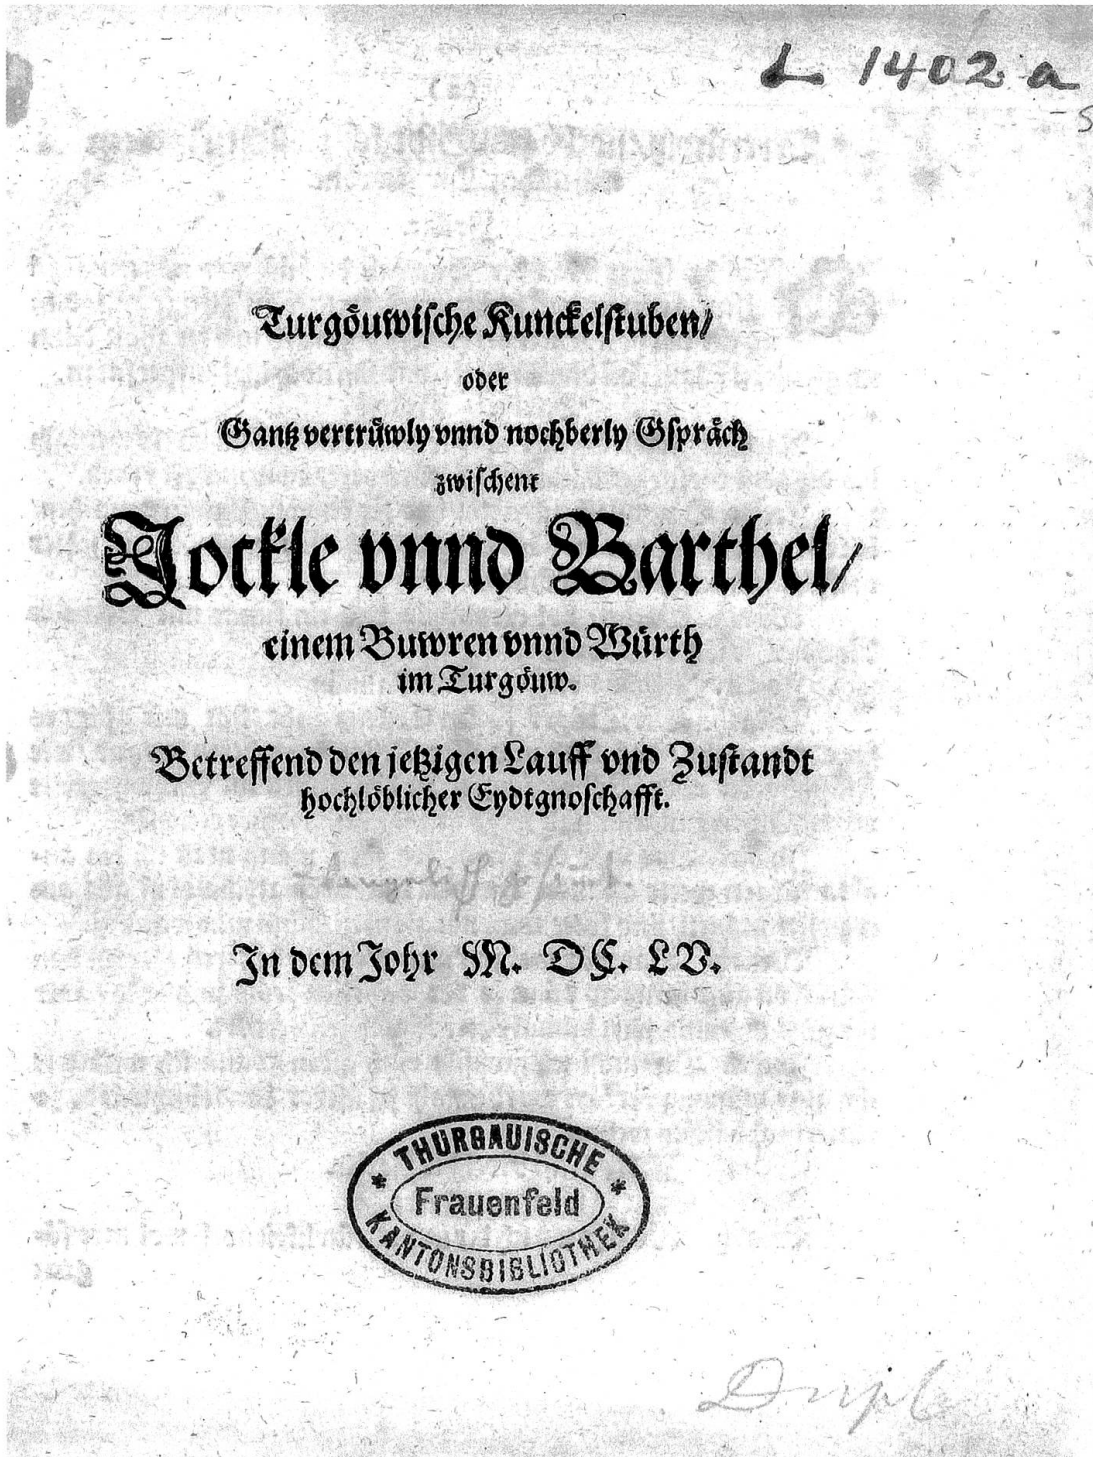 L 1402 a
Turgöuwische Kunckelstuben/
oder
Gantz vertrüwly vnnd nochberly Gspräch
zwischent
Jockle vnnd Barthel/
einem Buwren vnnd Würth
im Turgöuw.
Betreffend den jetzigen Lauff vnd Zustandt
hochlöblicher Eydtgnoschafft.
In dem Johr M. DC. LV.
THURGAUISCHE
Frauenfeld
KANTONSBIBLIOTHEK
Dupl